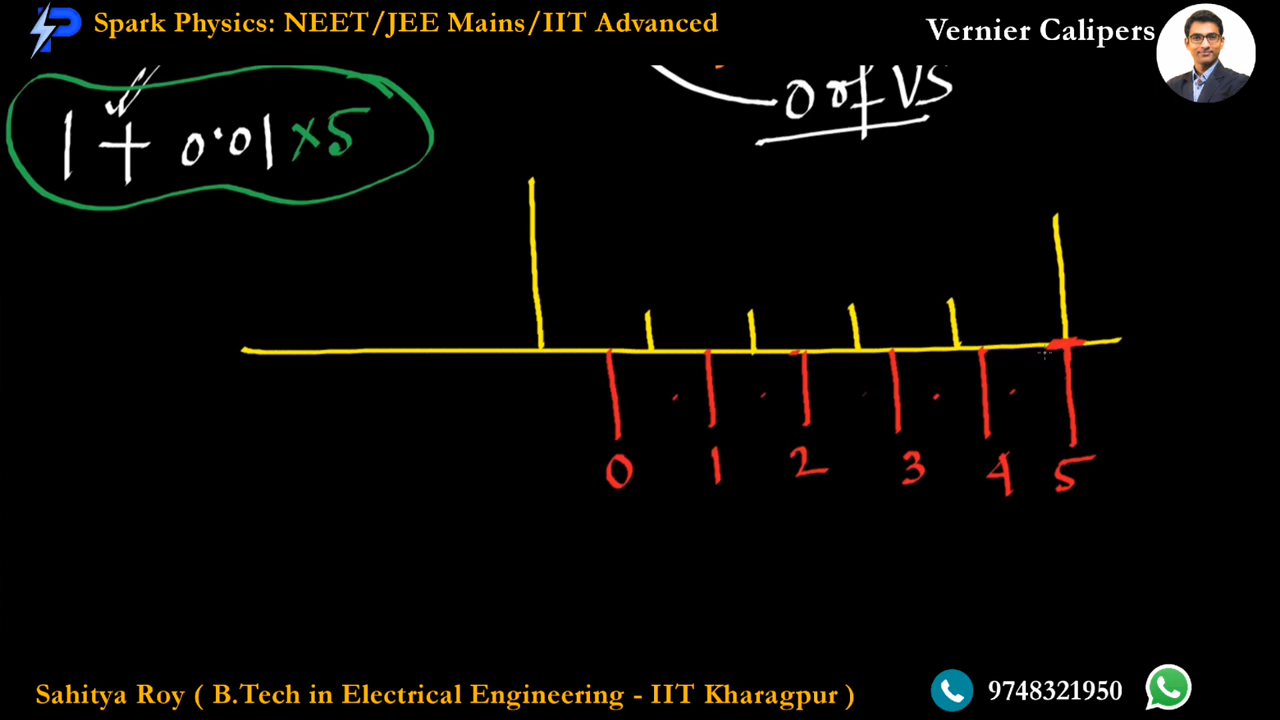 Spark Physics: NEET/JEE Mains/IIT Advanced
Vernier Calipers
1 + 0.01 × 5
0 of VS
0 1 2 3 4 5
Sahitya Roy ( B.Tech in Electrical Engineering - IIT Kharagpur )
9748321950